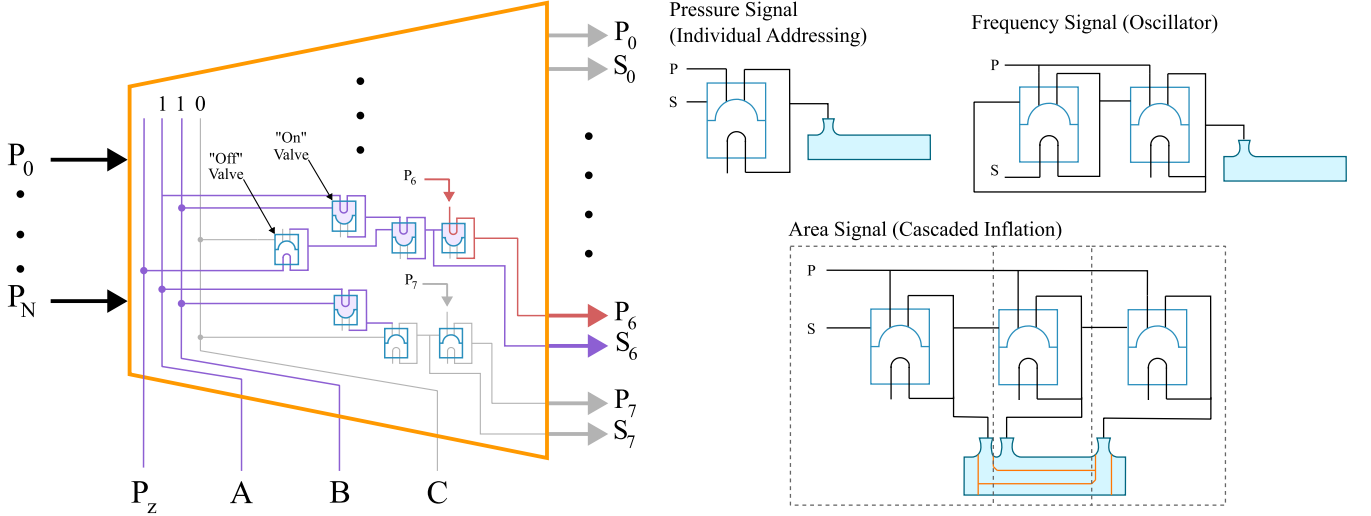 P0
PN
1 1 0
"Off"
Valve
"On"
Valve
P6
P7
Pz
A
B
C
P0
S0
P6
S6
P7
S7
Pressure Signal
(Individual Addressing)
P
S
Frequency Signal (Oscillator)
P
S
Area Signal (Cascaded Inflation)
P
S